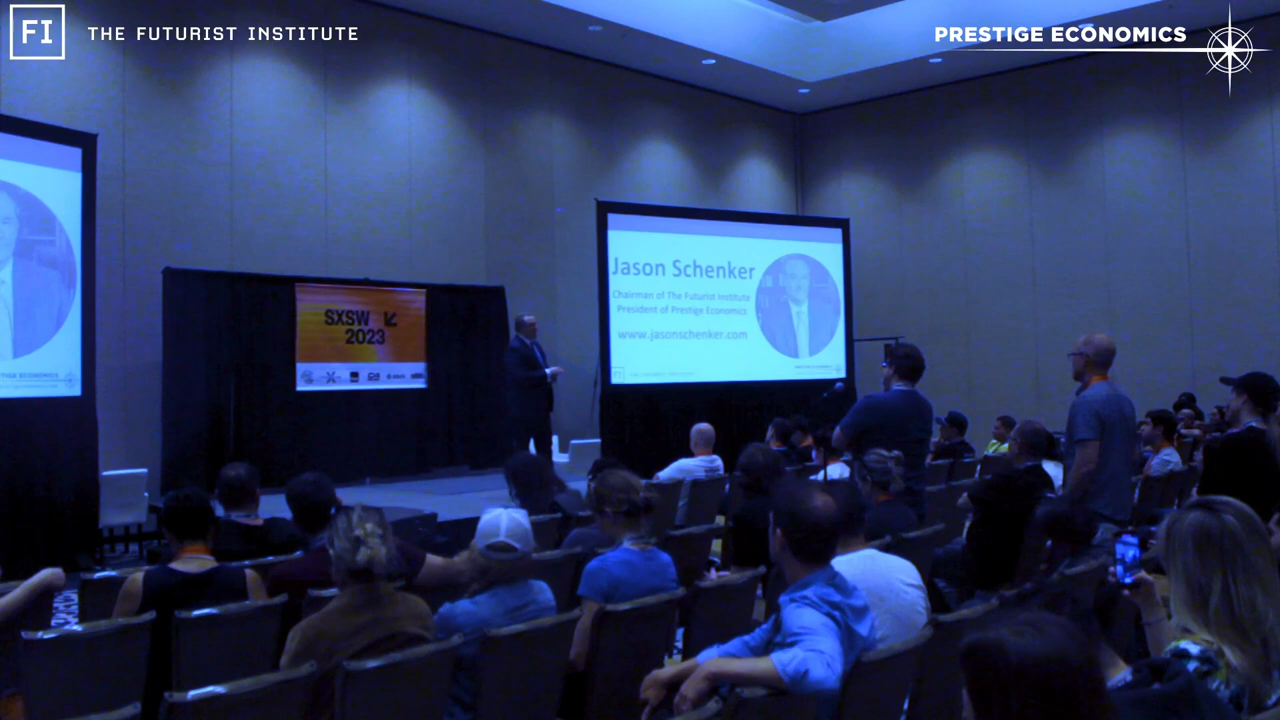 FI THE FUTURIST INSTITUTE
PRESTIGE ECONOMICS
SXSW
2023
Jason Schenker
Chairman of The Futurist Institute
President of Prestige Economics
www.jasonschenker.com
FI